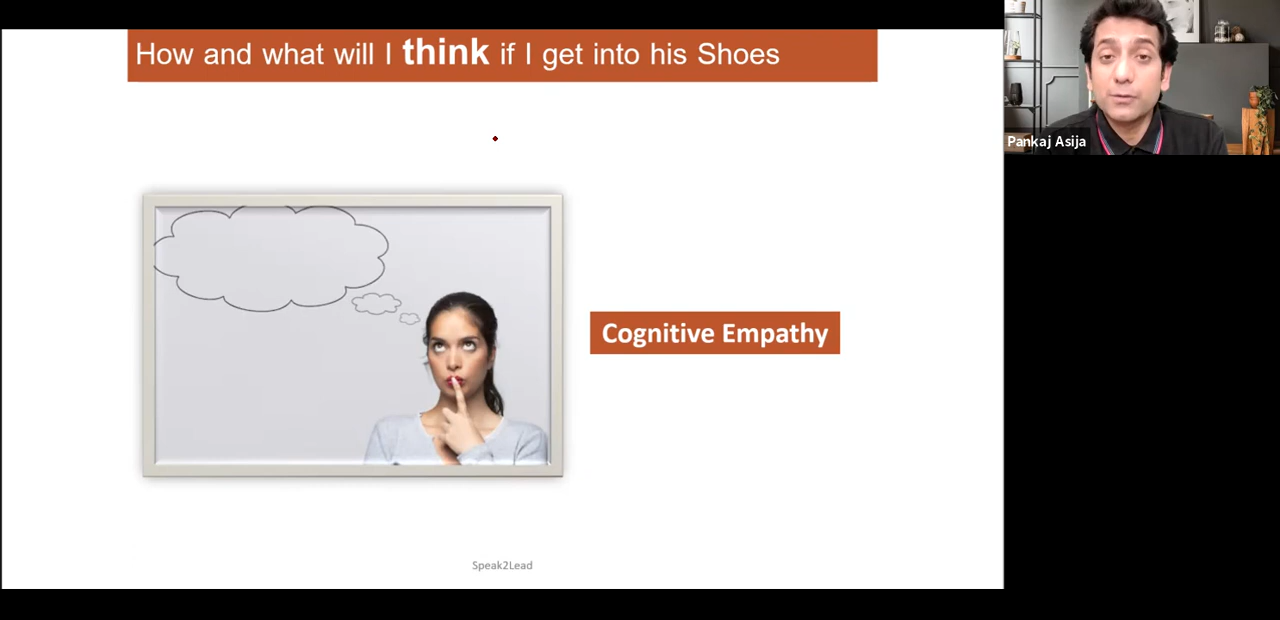 How and what will I think if I get into his Shoes
Pankaj Asija
Cognitive Empathy
Speak2Lead